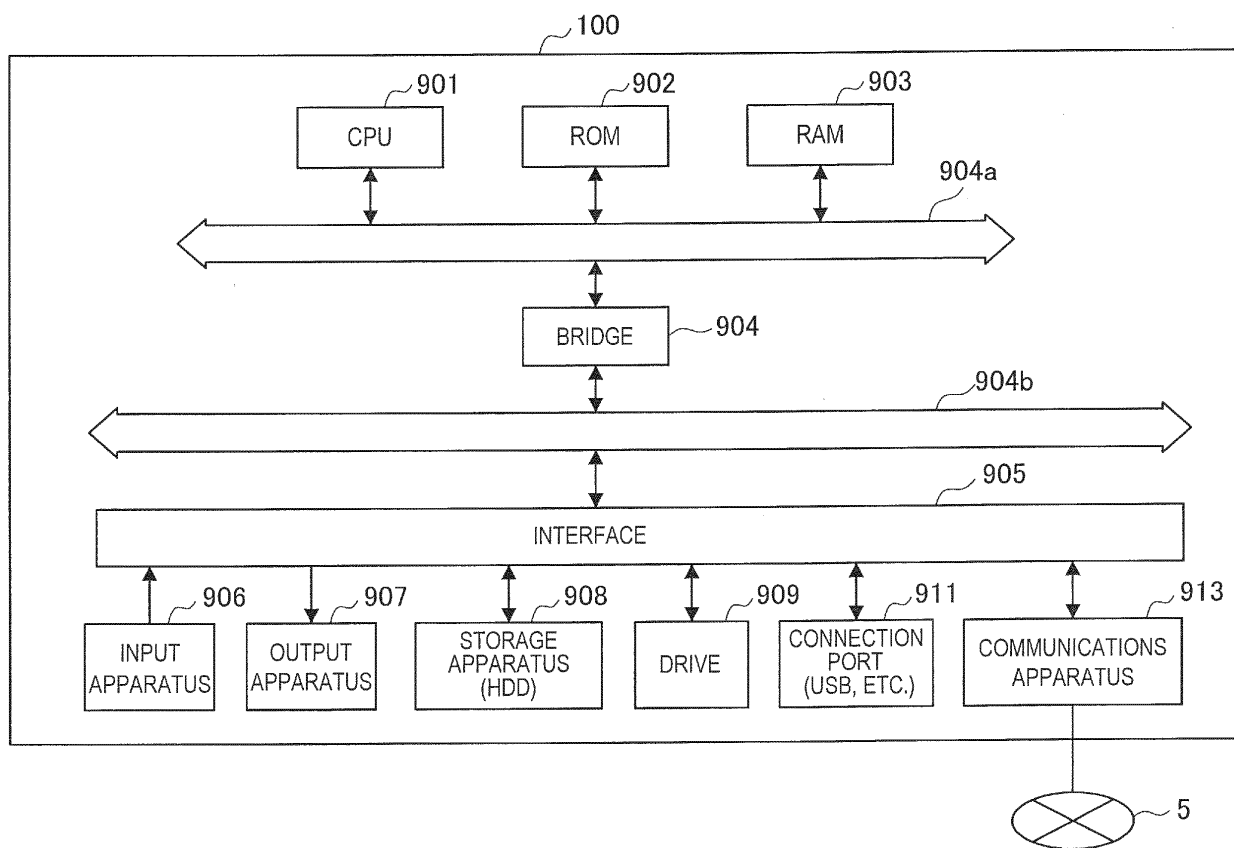 100
901
902
903
CPU
ROM
RAM
904a
BRIDGE
904
904b
905
INTERFACE
906
907
908
909
911
913
INPUT
APPARATUS
OUTPUT
APPARATUS
STORAGE
APPARATUS
(HDD)
DRIVE
CONNECTION
PORT
(USB, ETC.)
COMMUNICATIONS
APPARATUS
5